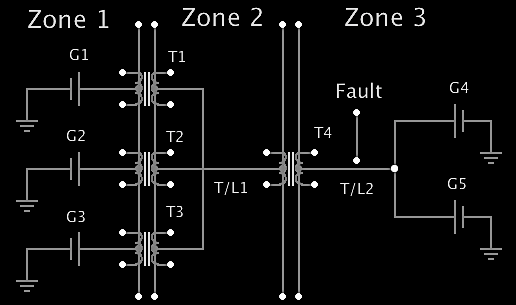 Zone 1
Zone 2
Zone 3
G1
T1
Fault
G4
G2
T2
T4
T/L1
T/L2
G5
G3
T3